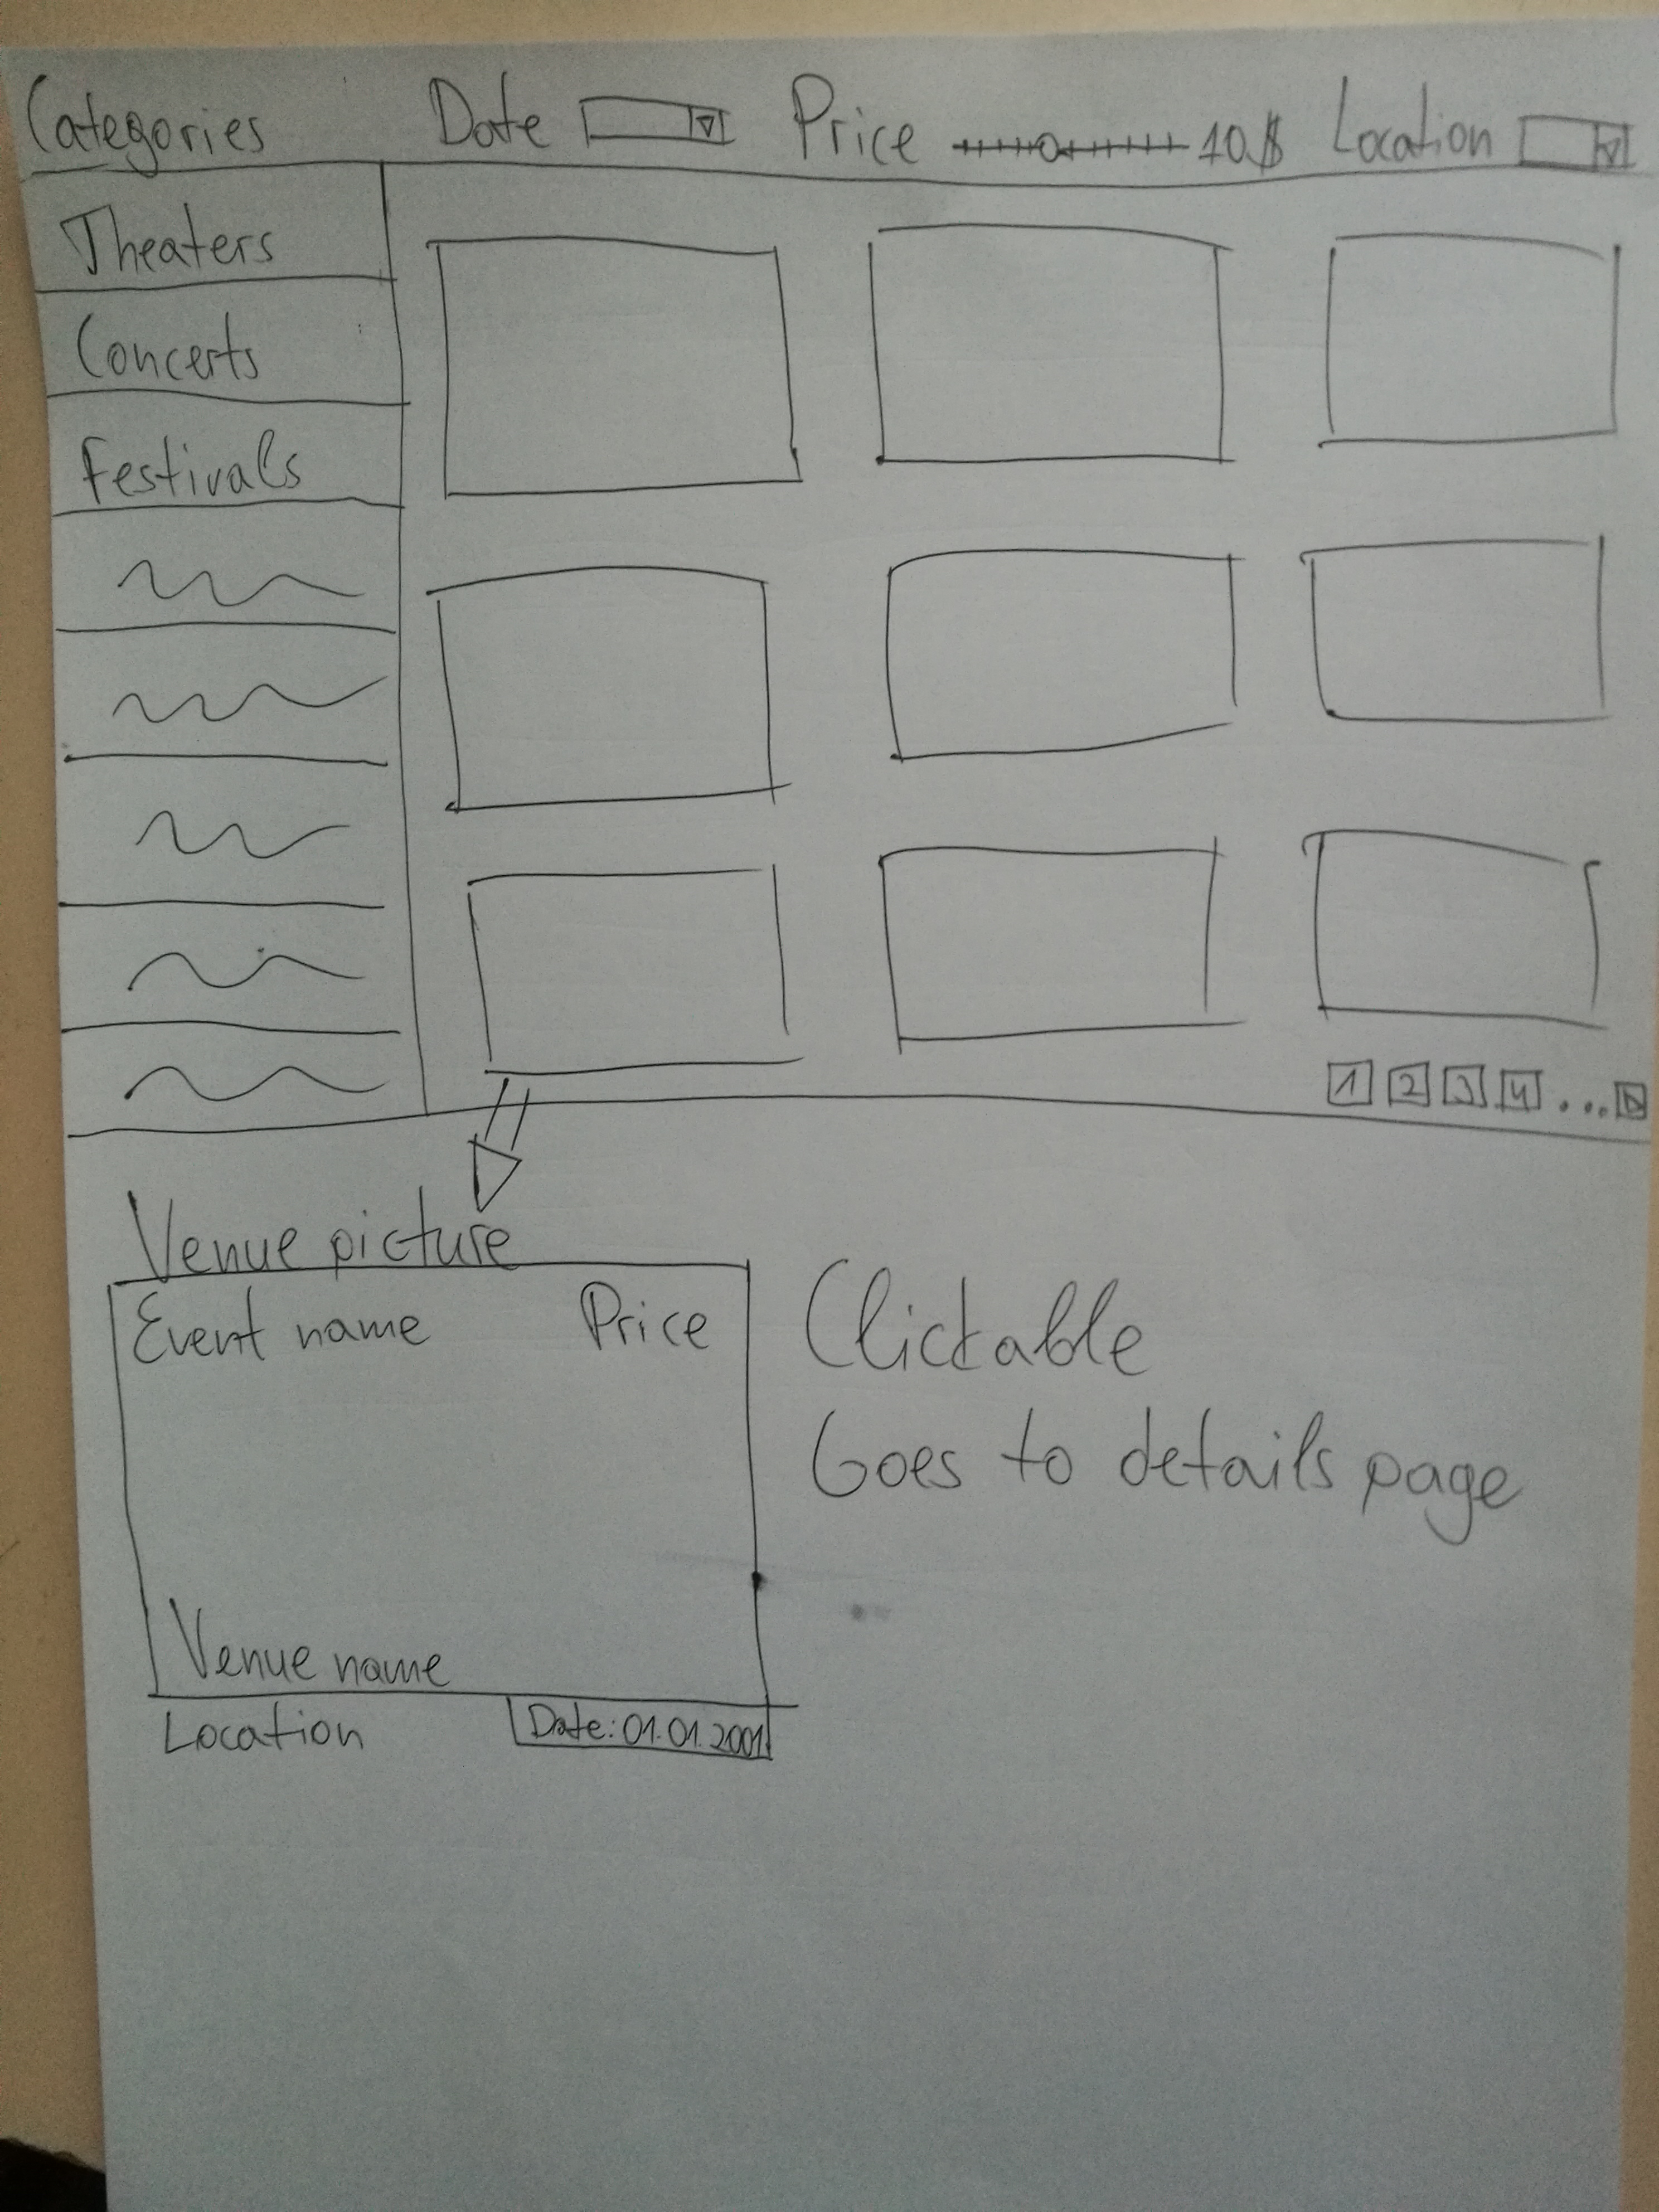 Categories Date Price 10$ Location
Theaters
Concerts
Festivals
1 2 3 4 ...
Venue picture
Event name Price
Clickable
Goes to details page
Venue name
Location Date: 01.01.2001